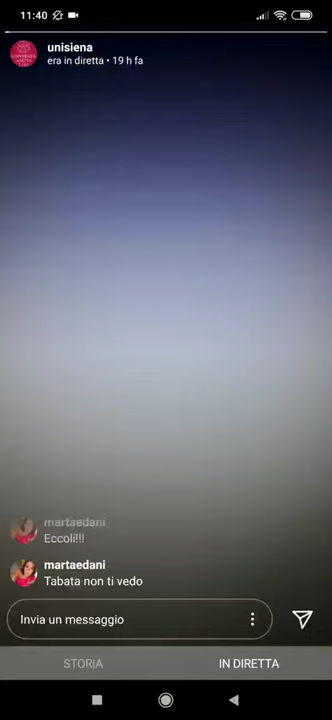 11:40
unisiena
era in diretta • 19 h fa
martaedani
Eccoli!!!
martaedani
Tabata non ti vedo
Invia un messaggio
STORIA
IN DIRETTA